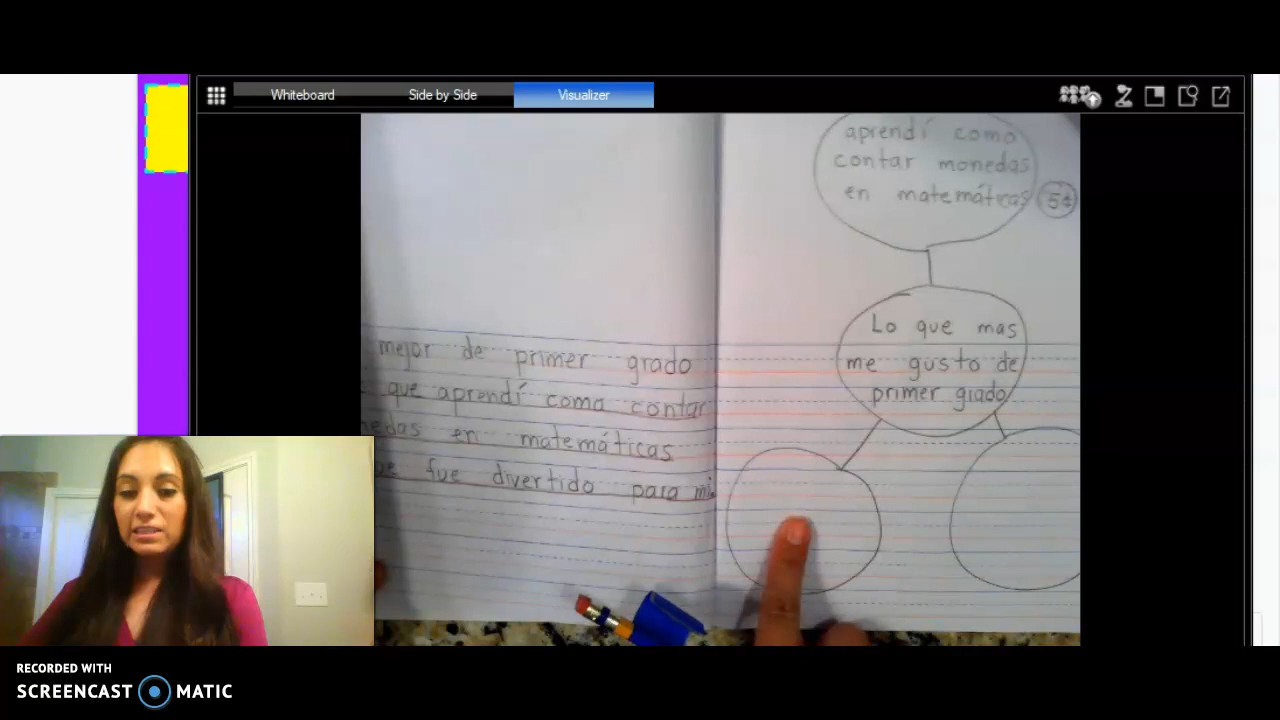 Whiteboard
Side by Side
Visualizer
aprendí como
contar monedas
en matemáticas
5¢
Lo que mas
me gusto de
primer grado
mejor de primer grado
que aprendí como contar
en matemáticas
fue divertido para mi.
RECORDED WITH
SCREENCAST MATIC